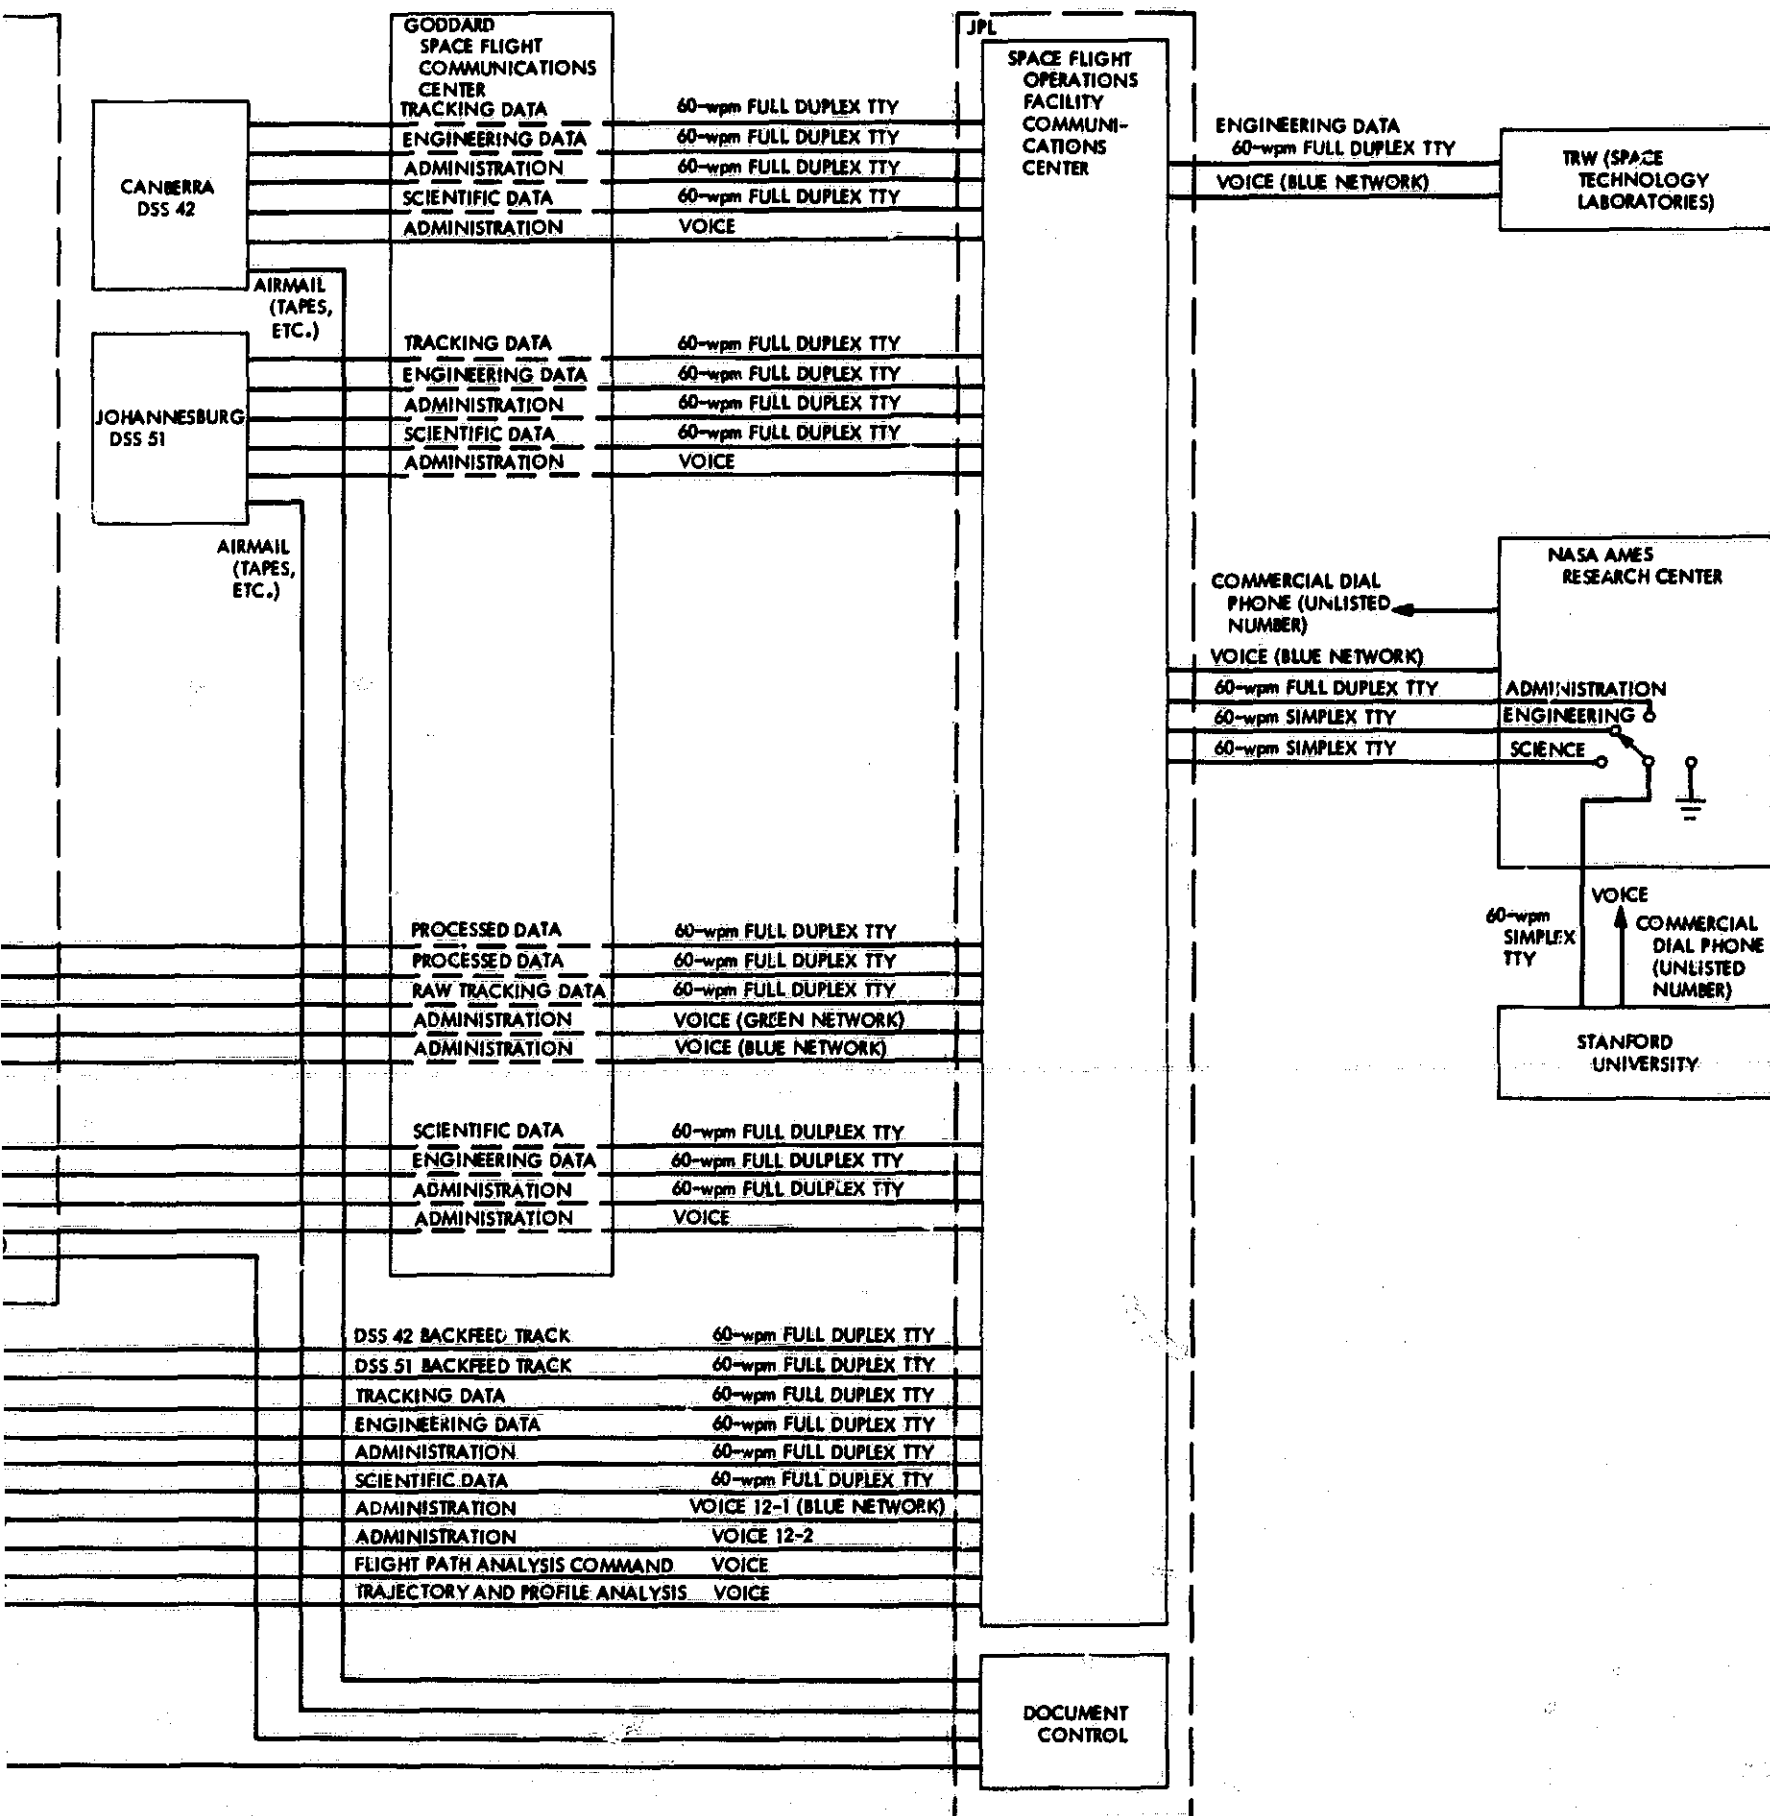 GODDARD
SPACE FLIGHT
COMMUNICATIONS
CENTER
JPL
SPACE FLIGHT
OPERATIONS
FACILITY
COMMUNI-
CATIONS
CENTER
CANBERRA
DSS 42
TRACKING DATA 60-wpm FULL DUPLEX TTY
ENGINEERING DATA 60-wpm FULL DUPLEX TTY
ADMINISTRATION 60-wpm FULL DUPLEX TTY
SCIENTIFIC DATA 60-wpm FULL DUPLEX TTY
ADMINISTRATION VOICE
AIRMAIL
(TAPES,
ETC.)
ENGINEERING DATA
60-wpm FULL DUPLEX TTY
VOICE (BLUE NETWORK)
TRW (SPACE
TECHNOLOGY
LABORATORIES)
JOHANNESBURG
DSS 51
TRACKING DATA 60-wpm FULL DUPLEX TTY
ENGINEERING DATA 60-wpm FULL DUPLEX TTY
ADMINISTRATION 60-wpm FULL DUPLEX TTY
SCIENTIFIC DATA 60-wpm FULL DUPLEX TTY
ADMINISTRATION VOICE
AIRMAIL
(TAPES,
ETC.)
NASA AMES
RESEARCH CENTER
COMMERCIAL DIAL
PHONE (UNLISTED
NUMBER)
VOICE (BLUE NETWORK)
60-wpm FULL DUPLEX TTY ADMINISTRATION
60-wpm SIMPLEX TTY ENGINEERING
60-wpm SIMPLEX TTY SCIENCE
60-wpm
SIMPLEX
TTY
VOICE
COMMERCIAL
DIAL PHONE
(UNLISTED
NUMBER)
STANFORD
UNIVERSITY
PROCESSED DATA 60-wpm FULL DUPLEX TTY
PROCESSED DATA 60-wpm FULL DUPLEX TTY
RAW TRACKING DATA 60-wpm FULL DUPLEX TTY
ADMINISTRATION VOICE (GREEN NETWORK)
ADMINISTRATION VOICE (BLUE NETWORK)
SCIENTIFIC DATA 60-wpm FULL DULPLEX TTY
ENGINEERING DATA 60-wpm FULL DULPLEX TTY
ADMINISTRATION 60-wpm FULL DULPLEX TTY
ADMINISTRATION VOICE
DSS 42 BACKFEED TRACK 60-wpm FULL DUPLEX TTY
DSS 51 BACKFEED TRACK 60-wpm FULL DUPLEX TTY
TRACKING DATA 60-wpm FULL DUPLEX TTY
ENGINEERING DATA 60-wpm FULL DUPLEX TTY
ADMINISTRATION 60-wpm FULL DUPLEX TTY
SCIENTIFIC DATA 60-wpm FULL DUPLEX TTY
ADMINISTRATION VOICE 12-1 (BLUE NETWORK)
ADMINISTRATION VOICE 12-2
FLIGHT PATH ANALYSIS COMMAND VOICE
TRAJECTORY AND PROFILE ANALYSIS VOICE
DOCUMENT
CONTROL